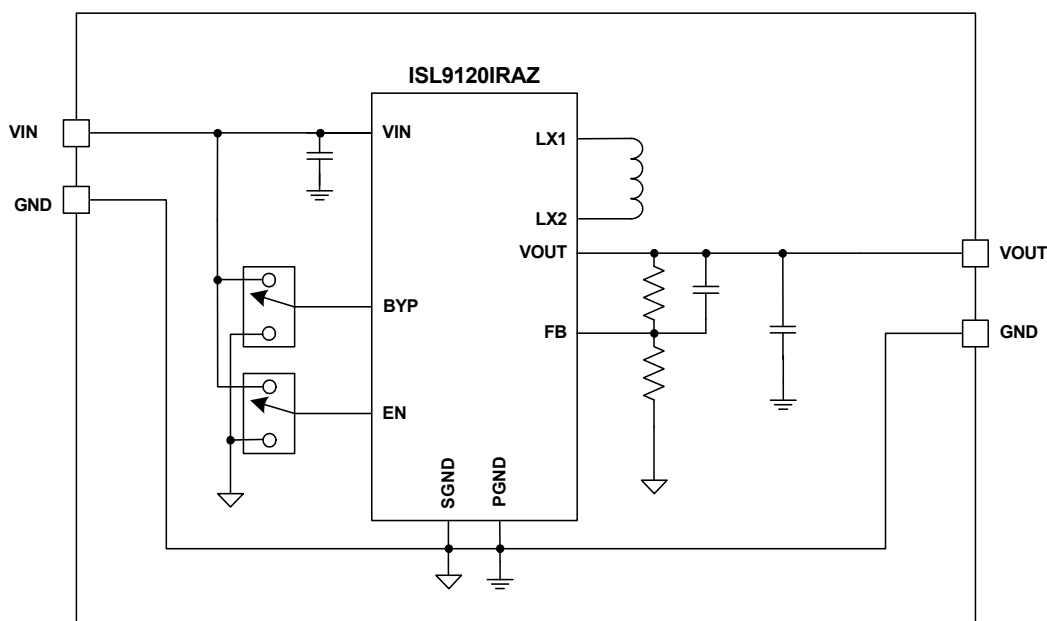 ISL9120IRAZ
VIN
VIN
LX1
GND
LX2
VOUT
VOUT
BYP
FB
GND
EN
SGND
PGND